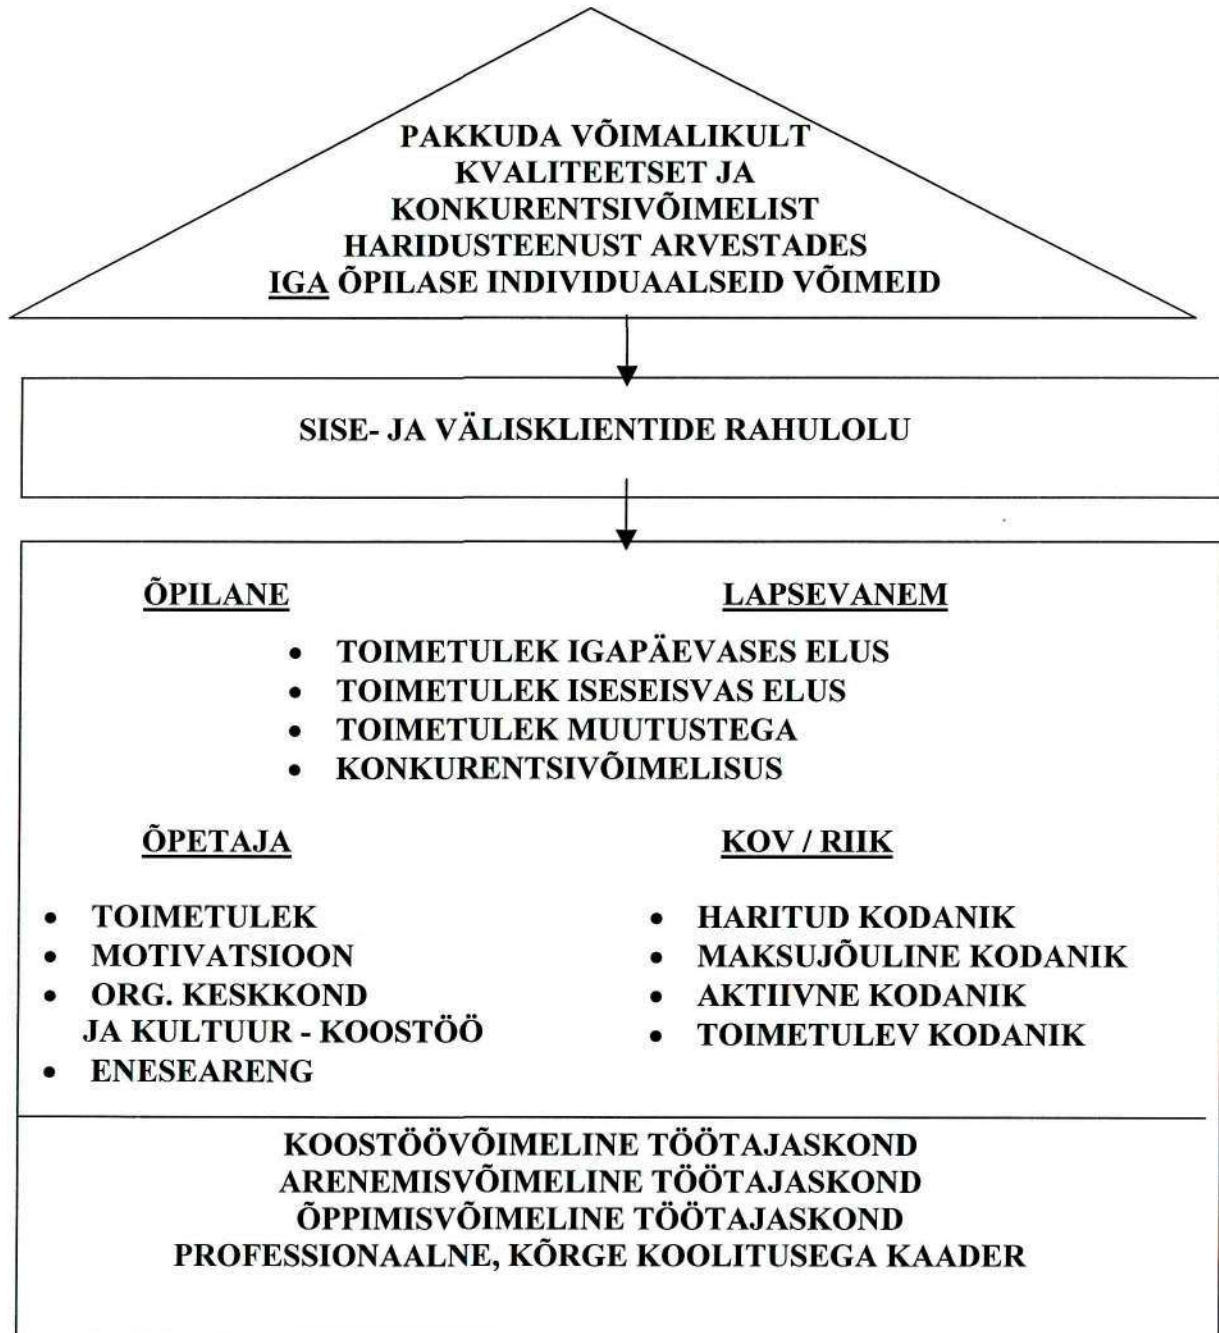 PAKKUDA VÕIMALIKULT
KVALITEETSET JA
KONKURENTSIVÕIMELIST
HARIDUSTEENUST ARVESTADES
IGA ÕPILASE INDIVIDUAALSEID VÕIMEID
SISE- JA VÄLISKLIENTIDE RAHULOLU
ÕPILANE
LAPSEVANEM
• TOIMETULEK IGAPÄEVASES ELUS
• TOIMETULEK ISESEISVAS ELUS
• TOIMETULEK MUUTUSTEGA
• KONKURENTSIVÕIMELISUS
ÕPETAJA
• TOIMETULEK
• MOTIVATSIOON
• ORG. KESKKOND
JA KULTUUR - KOOSTÖÖ
• ENESEARENG
KOV / RIIK
• HARITUD KODANIK
• MAKSUJÕULINE KODANIK
• AKTIIVNE KODANIK
• TOIMETULEV KODANIK
KOOSTÖÖVÕIMELINE TÖÖTAJASKOND
ARENEMISVÕIMELINE TÖÖTAJASKOND
ÕPPIMISVÕIMELINE TÖÖTAJASKOND
PROFESSIONAALNE, KÕRGE KOOLITUSEGA KAADER